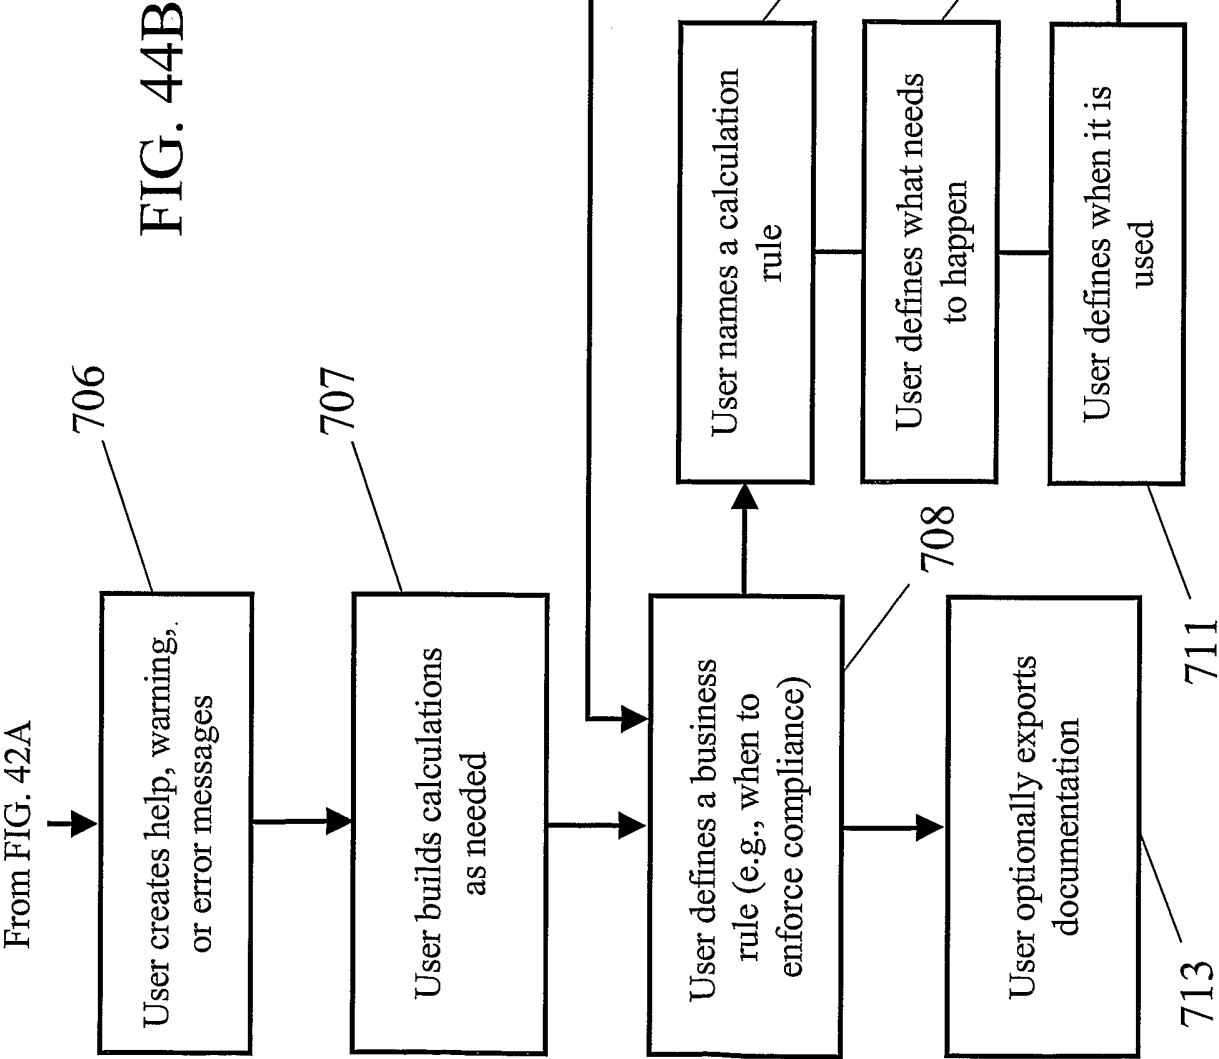 FIG. 44B
From FIG. 42A
706
User creates help, warning,
or error messages
707
User builds calculations
as needed
User defines a business
rule (e.g., when to
enforce compliance)
708
User names a calculation
rule
User defines what needs
to happen
User defines when it is
used
711
User optionally exports
documentation
713